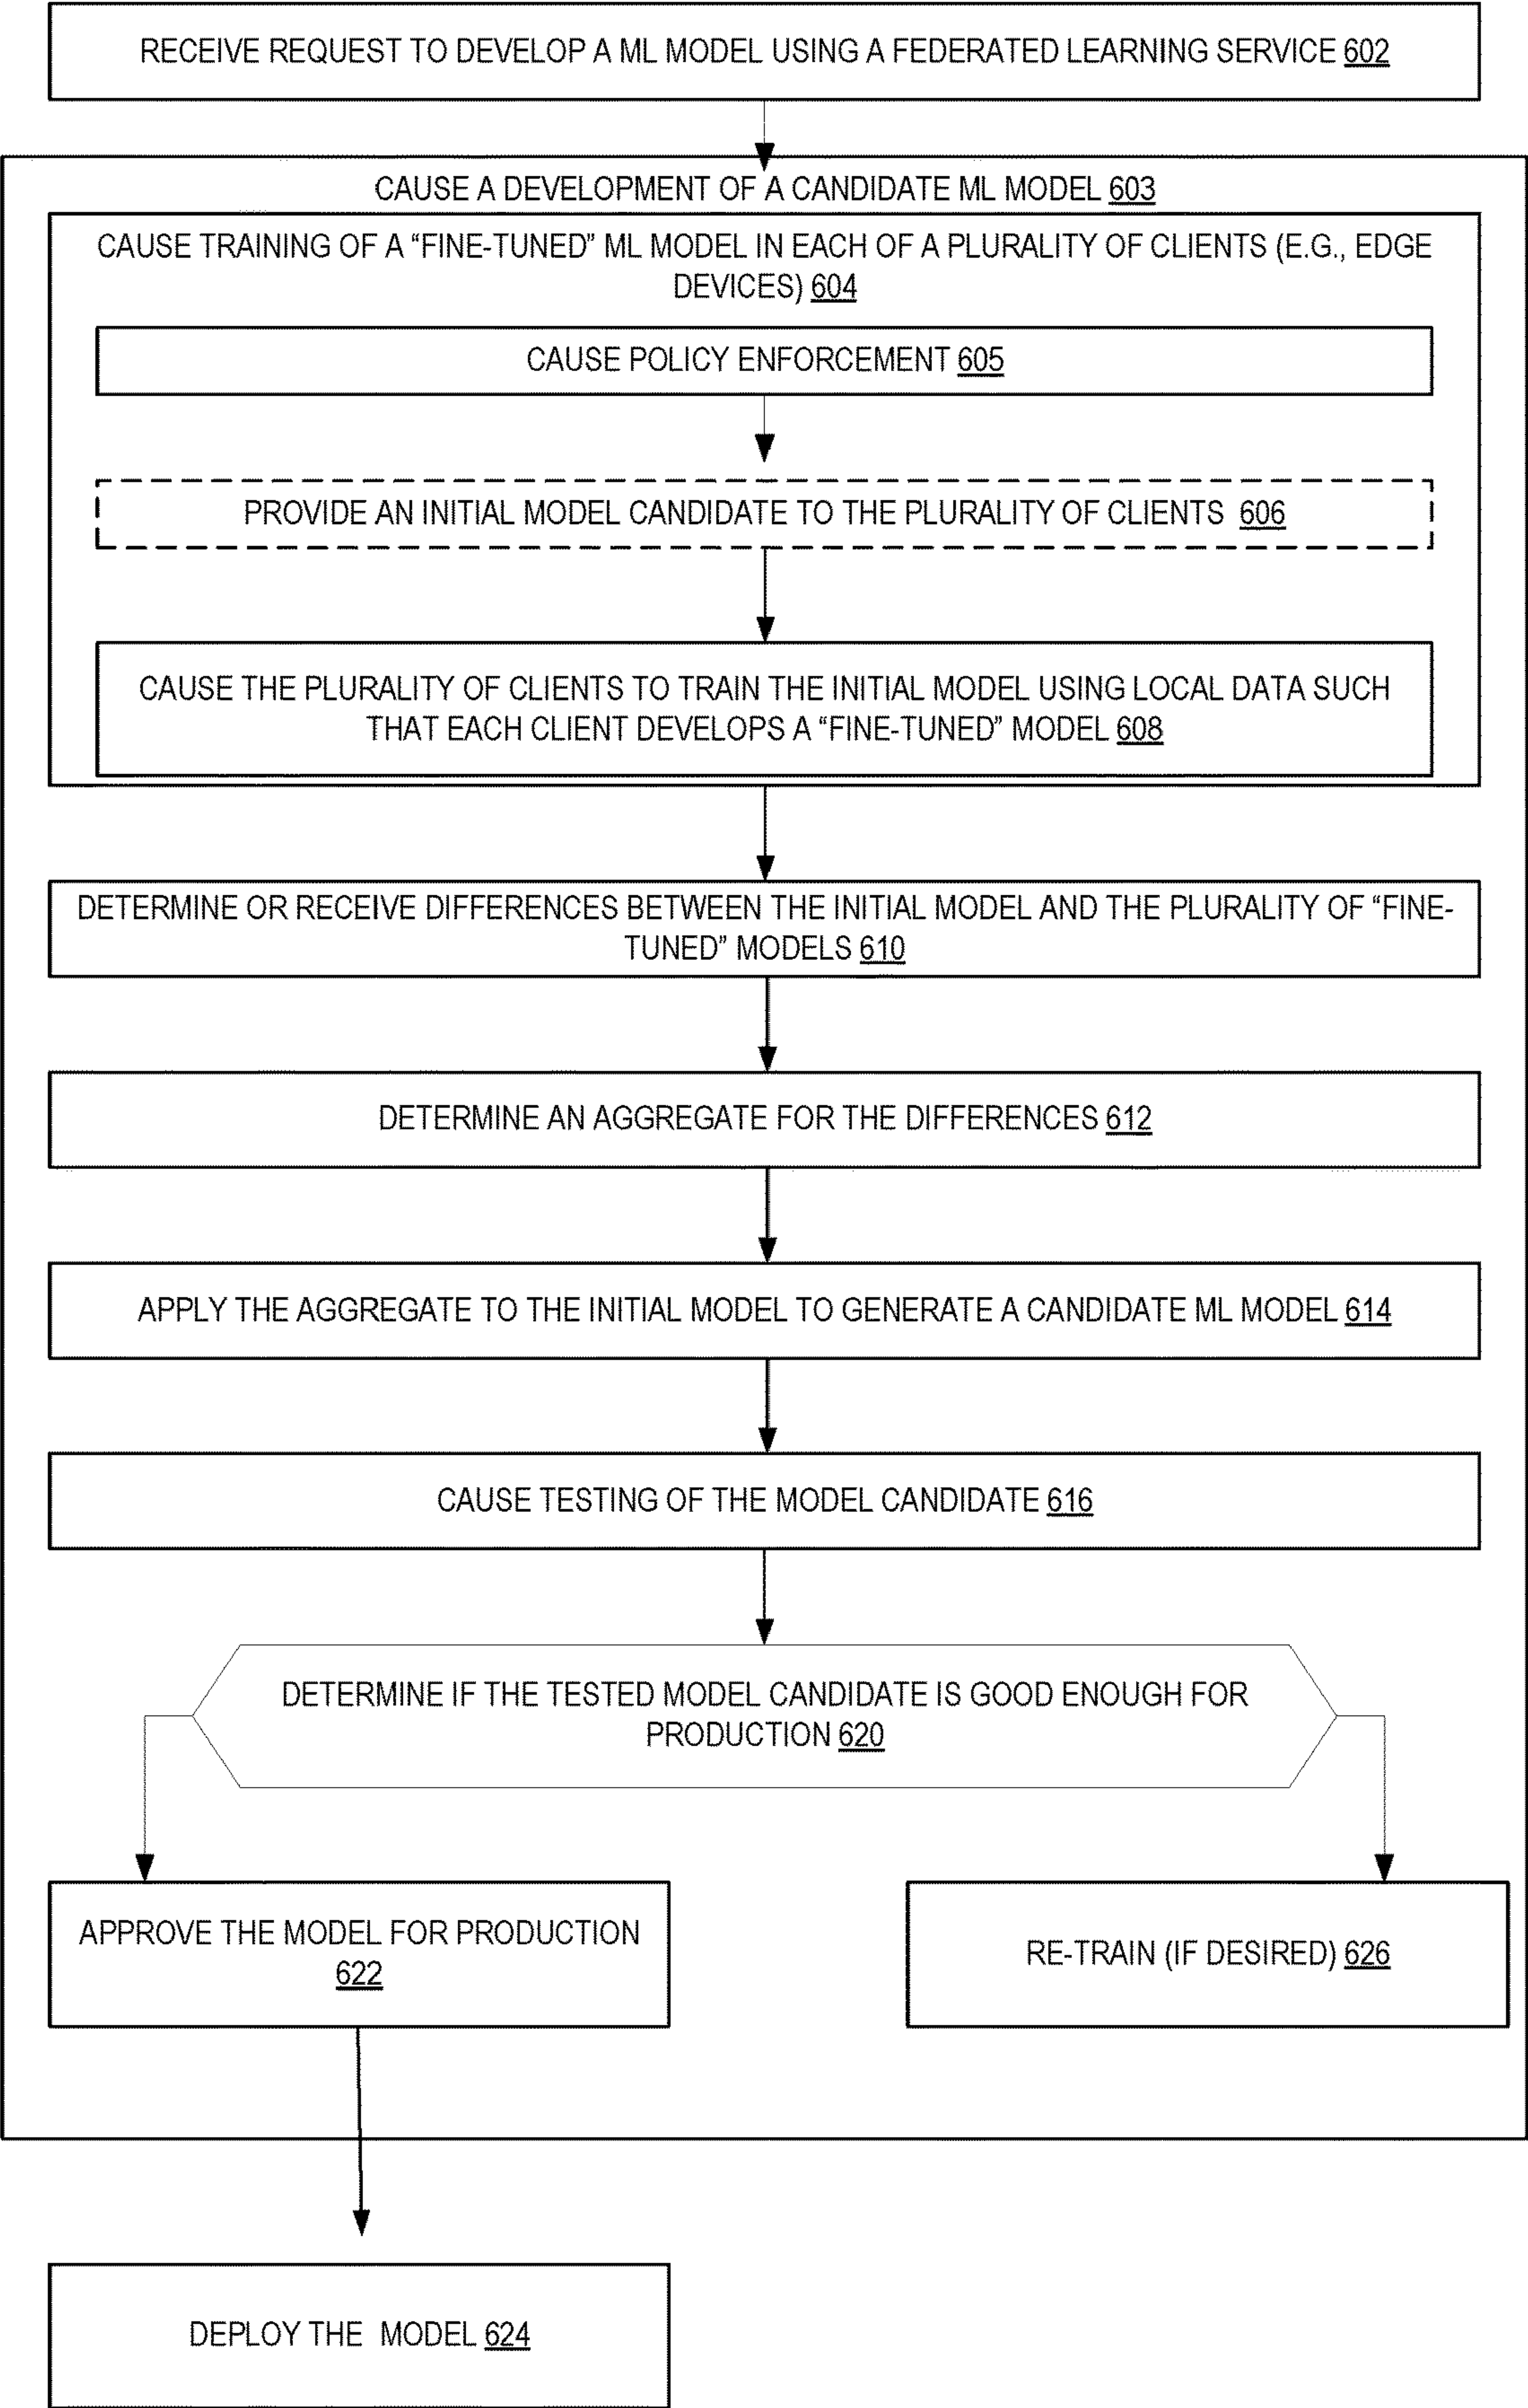 RECEIVE REQUEST TO DEVELOP A ML MODEL USING A FEDERATED LEARNING SERVICE 602
CAUSE A DEVELOPMENT OF A CANDIDATE ML MODEL 603
CAUSE TRAINING OF A “FINE-TUNED” ML MODEL IN EACH OF A PLURALITY OF CLIENTS (E.G., EDGE
DEVICES) 604
CAUSE POLICY ENFORCEMENT 605
PROVIDE AN INITIAL MODEL CANDIDATE TO THE PLURALITY OF CLIENTS 606
CAUSE THE PLURALITY OF CLIENTS TO TRAIN THE INITIAL MODEL USING LOCAL DATA SUCH
THAT EACH CLIENT DEVELOPS A “FINE-TUNED” MODEL 608
DETERMINE OR RECEIVE DIFFERENCES BETWEEN THE INITIAL MODEL AND THE PLURALITY OF “FINE-
TUNED” MODELS 610
DETERMINE AN AGGREGATE FOR THE DIFFERENCES 612
APPLY THE AGGREGATE TO THE INITIAL MODEL TO GENERATE A CANDIDATE ML MODEL 614
CAUSE TESTING OF THE MODEL CANDIDATE 616
DETERMINE IF THE TESTED MODEL CANDIDATE IS GOOD ENOUGH FOR
PRODUCTION 620
APPROVE THE MODEL FOR PRODUCTION
622
RE-TRAIN (IF DESIRED) 626
DEPLOY THE MODEL 624